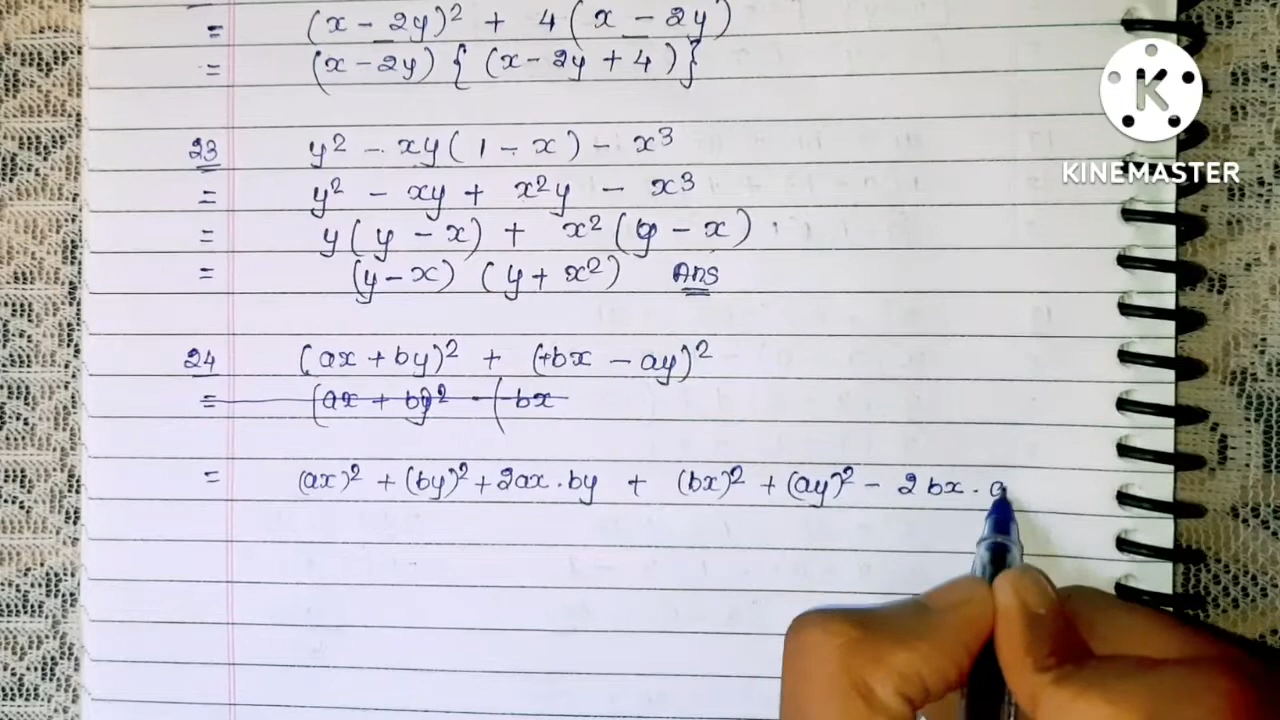 = (x - 2y)² + 4(x - 2y)
= (x - 2y) { (x - 2y + 4)}
K
KINEMASTER
23 y² - xy(1 - x) - x³
= y² - xy + x²y - x³
= y(y - x) + x²(y - x)
= (y - x) (y + x²) Ans
24 (ax + by)² + (+bx - ay)²
= (ax + by)² - (bx
= (ax)² + (by)² + 2ax·by + (bx)² + (ay)² - 2bx·a